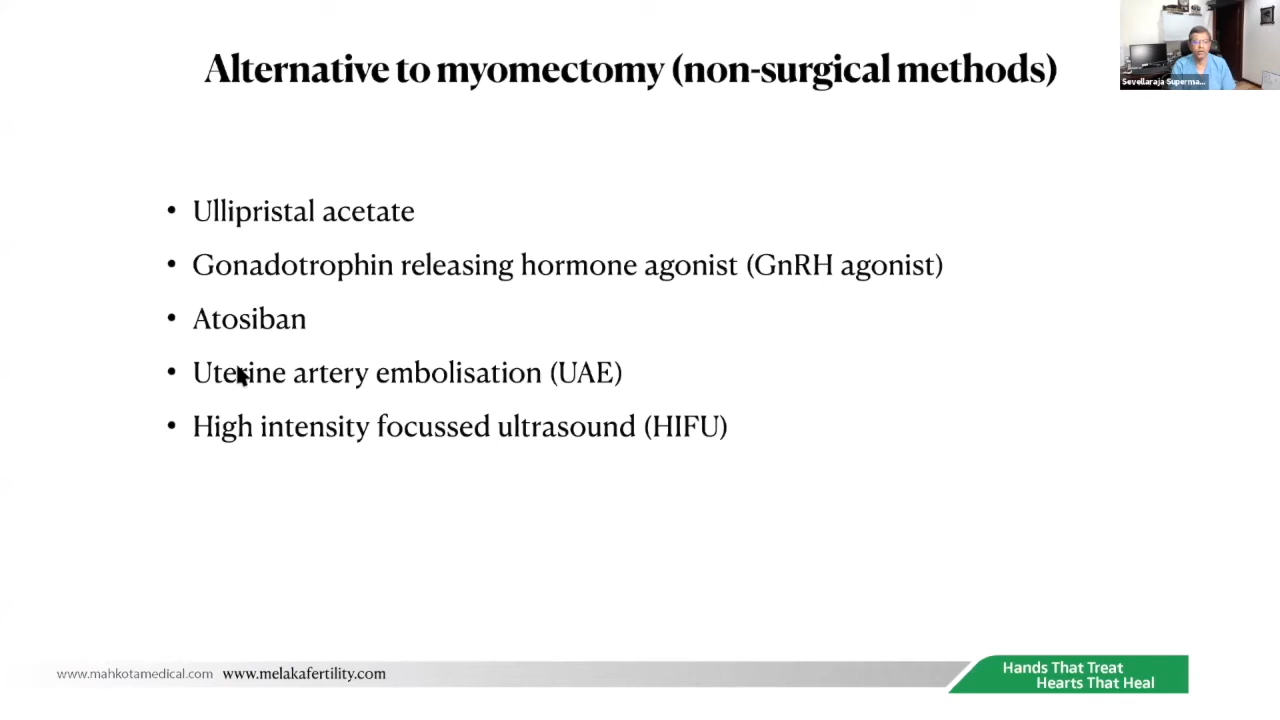 Alternative to myomectomy (non-surgical methods)
Sevellaraja Superma...
• Ullipristal acetate
• Gonadotrophin releasing hormone agonist (GnRH agonist)
• Atosiban
• Uterine artery embolisation (UAE)
• High intensity focussed ultrasound (HIFU)
www.mahkotamedical.com www.melakafertility.com
Hands That Treat
Hearts That Heal